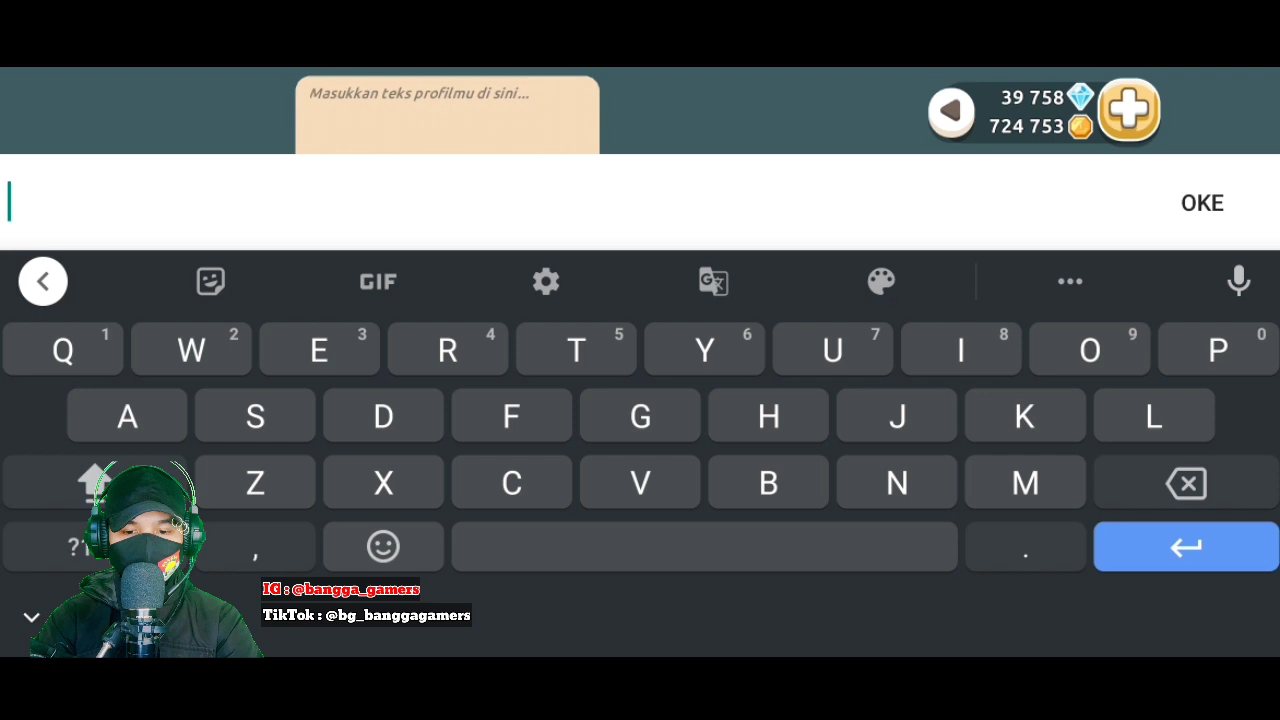 Masukkan teks profilmu di sini...
39 758
724 753
OKE
GIF
Q 1 W 2 E 3 R 4 T 5 Y 6 U 7 I 8 O 9 P 0
A S D F G H J K L
Z X C V B N M
, .
IG : @bangga_gamers
TikTok : @bg_banggagamers